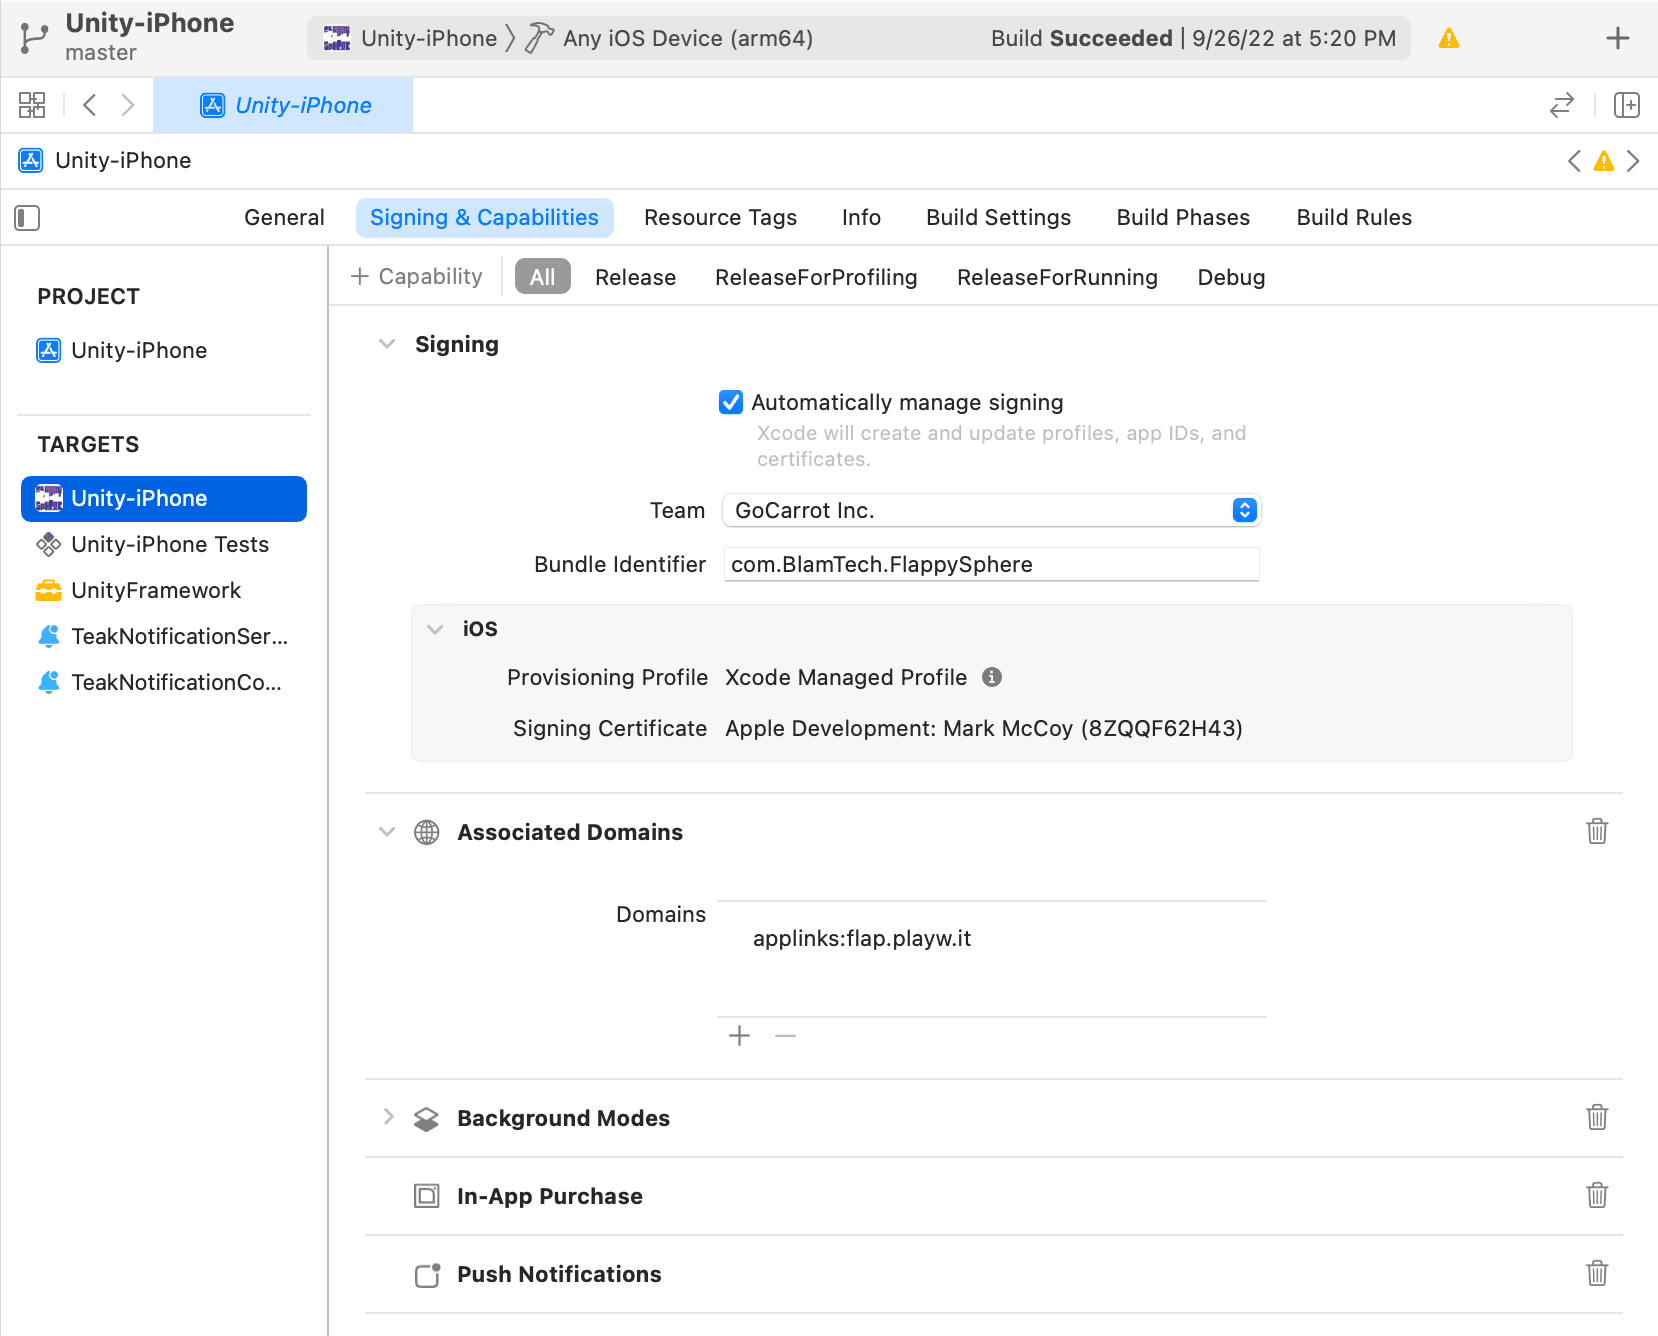 Unity-iPhone
master
Unity-iPhone
Any iOS Device (arm64)
Build Succeeded | 9/26/22 at 5:20 PM
Unity-iPhone
Unity-iPhone
General
Signing & Capabilities
Resource Tags
Info
Build Settings
Build Phases
Build Rules
+ Capability
All
Release
ReleaseForProfiling
ReleaseForRunning
Debug
PROJECT
Unity-iPhone
TARGETS
Unity-iPhone
Unity-iPhone Tests
UnityFramework
TeakNotificationSer...
TeakNotificationCo...
Signing
Automatically manage signing
Xcode will create and update profiles, app IDs, and
certificates.
Team
GoCarrot Inc.
Bundle Identifier
com.BlamTech.FlappySphere
iOS
Provisioning Profile
Xcode Managed Profile
Signing Certificate
Apple Development: Mark McCoy (8ZQQF62H43)
Associated Domains
Domains
applinks:flap.playw.it
Background Modes
In-App Purchase
Push Notifications